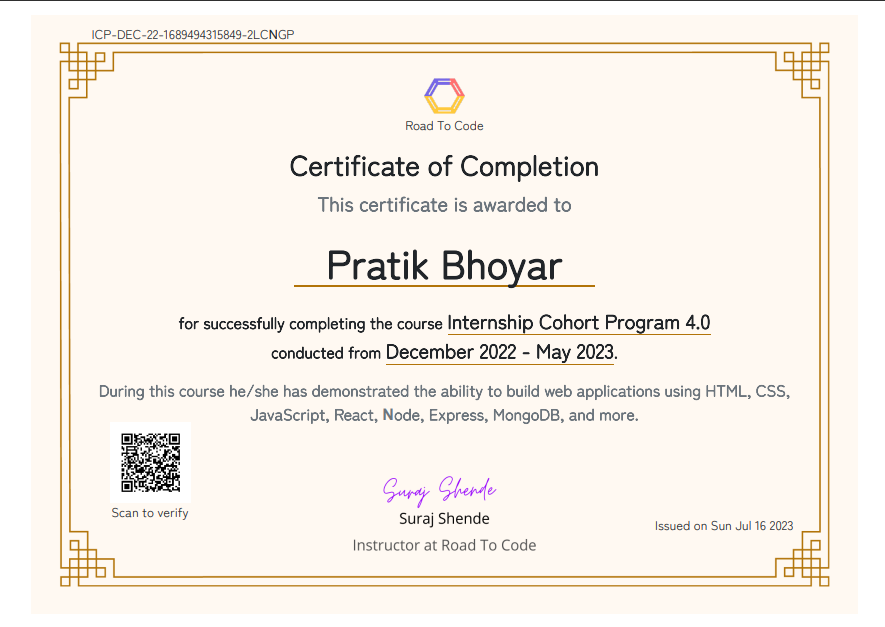 ICP-DEC-22-1689494315849-2LCNGP
Road To Code
Certificate of Completion
This certificate is awarded to
Pratik Bhoyar
for successfully completing the course Internship Cohort Program 4.0
conducted from December 2022 - May 2023.
During this course he/she has demonstrated the ability to build web applications using HTML, CSS,
JavaScript, React, Node, Express, MongoDB, and more.
Scan to verify
Suraj Shende
Suraj Shende
Instructor at Road To Code
Issued on Sun Jul 16 2023